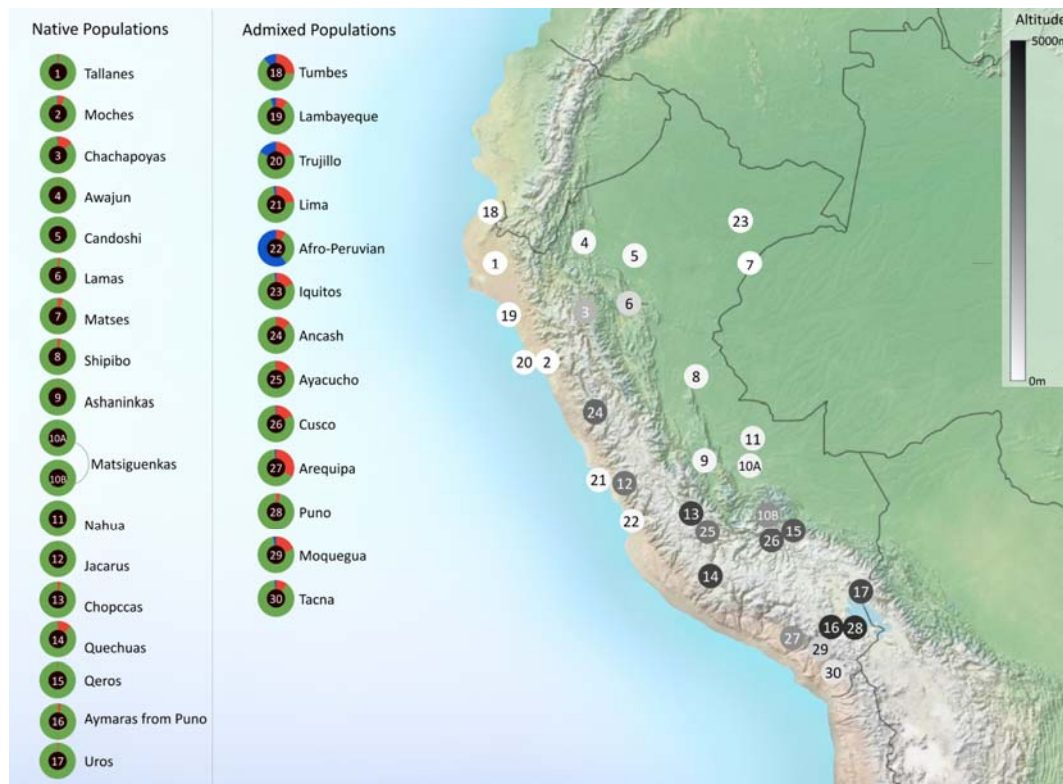 Native Populations
1 Tallanes
2 Moches
3 Chachapoyas
4 Awajun
5 Candoshi
6 Lamas
7 Matses
8 Shipibo
9 Ashaninkas
10A
Matsiguenkas
10B
11 Nahua
12 Jacarus
13 Chopccas
14 Quechuas
15 Qeros
16 Aymaras from Puno
17 Uros
Admixed Populations
18 Tumbes
19 Lambayeque
20 Trujillo
21 Lima
22 Afro-Peruvian
23 Iquitos
24 Ancash
25 Ayacucho
26 Cusco
27 Arequipa
28 Puno
29 Moquegua
30 Tacna
Altitude
5000m
0m
18
23
4
5
1
7
6
3
19
20 2
8
24
11
9
10A
21
12
13
10B
22
25
15
26
14
17
16 28
27
29
30